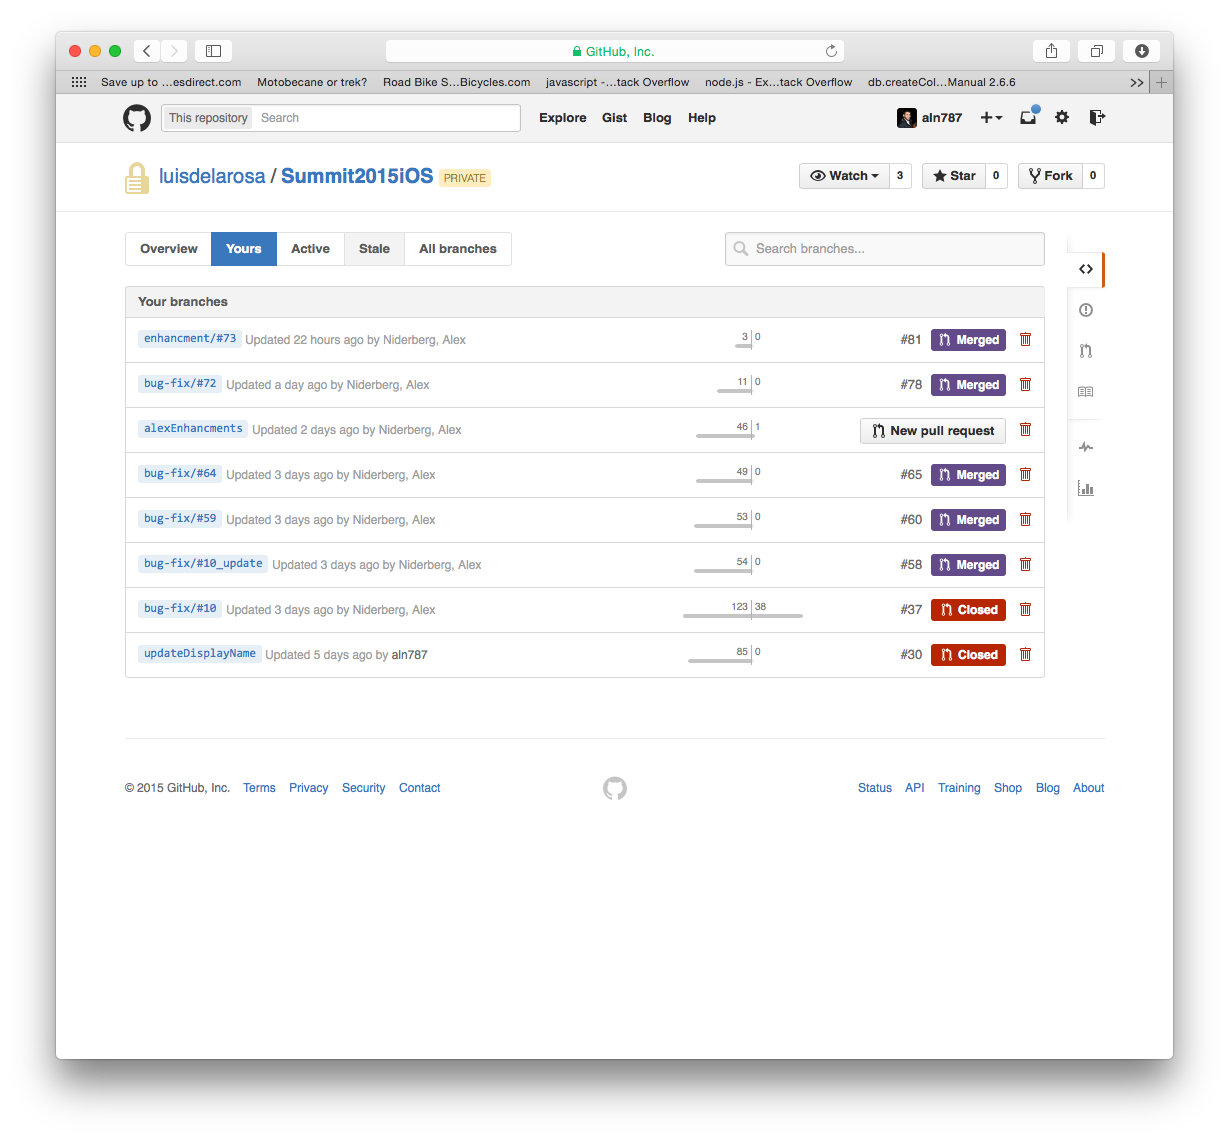 GitHub, Inc.
Save up to ...esdirect.com Motobecane or trek? Road Bike S...Bicycles.com javascript -...tack Overflow node.js - Ex...tack Overflow db.createCol...Manual 2.6.6
This repository Search Explore Gist Blog Help aln787
luisdelarosa / Summit2015iOS PRIVATE Watch 3 Star 0 Fork 0
Overview Yours Active Stale All branches Search branches...
Your branches
enhancment/#73 Updated 22 hours ago by Niderberg, Alex 3 0 #81 Merged
bug-fix/#72 Updated a day ago by Niderberg, Alex 11 0 #78 Merged
alexEnhancments Updated 2 days ago by Niderberg, Alex 46 1 New pull request
bug-fix/#64 Updated 3 days ago by Niderberg, Alex 49 0 #65 Merged
bug-fix/#59 Updated 3 days ago by Niderberg, Alex 53 0 #60 Merged
bug-fix/#10_update Updated 3 days ago by Niderberg, Alex 54 0 #58 Merged
bug-fix/#10 Updated 3 days ago by Niderberg, Alex 123 38 #37 Closed
updateDisplayName Updated 5 days ago by aln787 85 0 #30 Closed
© 2015 GitHub, Inc. Terms Privacy Security Contact Status API Training Shop Blog About